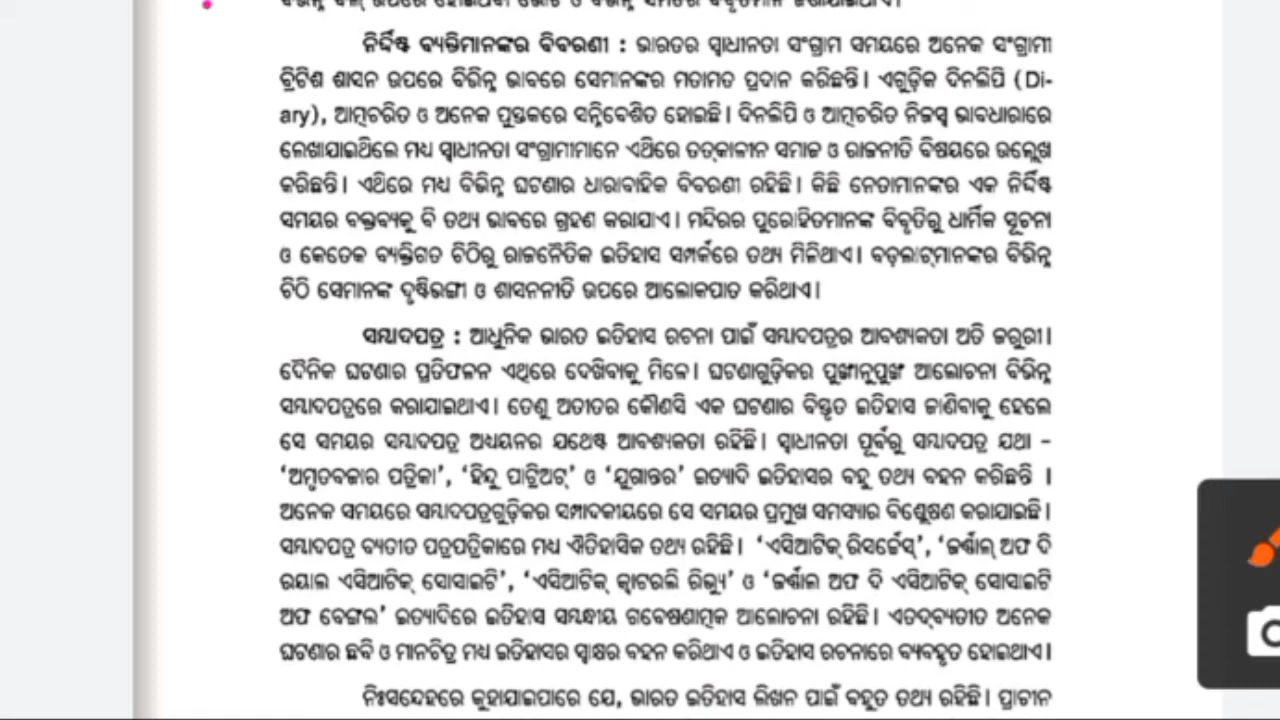 ନିର୍ଦ୍ଦିଷ୍ଟ ବ୍ୟକ୍ତିମାନଙ୍କର ବିବରଣୀ : ଭାରତର ସ୍ୱାଧୀନତା ସଂଗ୍ରାମ ସମୟରେ ଅନେକ ସଂଗ୍ରାମୀ
ବ୍ରିଟିଶ ଶାସନ ଉପରେ ବିଭିନ୍ନ ଭାବରେ ସେମାନଙ୍କର ମତାମତ ପ୍ରଦାନ କରିଛନ୍ତି। ଏଗୁଡ଼ିକ ଦିନଲିପି (Di-
ary), ଆତ୍ମଚରିତ ଓ ଅନେକ ପୁସ୍ତକରେ ସନ୍ନିବେଶିତ ହୋଇଛି। ଦିନଲିପି ଓ ଆତ୍ମଚରିତ ନିଜସ୍ୱ ଭାବଧାରାରେ
ଲେଖାଯାଇଥିଲେ ମଧ୍ୟ ସ୍ୱାଧୀନତା ସଂଗ୍ରାମୀମାନେ ଏଥିରେ ତତ୍‌କାଳୀନ ସମାଜ ଓ ରାଜନୀତି ବିଷୟରେ ଉଲ୍ଲେଖ
କରିଛନ୍ତି। ଏଥିରେ ମଧ୍ୟ ବିଭିନ୍ନ ଘଟଣାର ଧାରାବାହିକ ବିବରଣୀ ରହିଛି। କିଛି ନେତାମାନଙ୍କର ଏକ ନିର୍ଦ୍ଦିଷ୍ଟ
ସମୟର ବକ୍ତବ୍ୟକୁ ବି ତଥ୍ୟ ଭାବରେ ଗ୍ରହଣ କରାଯାଏ। ମନ୍ଦିରର ପୁରୋହିତମାନଙ୍କ ବିବୃତିରୁ ଧାର୍ମିକ ସୂଚନା
ଓ କେତେକ ବ୍ୟକ୍ତିଗତ ଚିଠିରୁ ରାଜନୈତିକ ଇତିହାସ ସମ୍ପର୍କରେ ତଥ୍ୟ ମିଳିଥାଏ। ବଡ଼ଲାଟ୍‌ମାନଙ୍କର ବିଭିନ୍ନ
ଚିଠି ସେମାନଙ୍କ ଦୃଷ୍ଟିଭଙ୍ଗୀ ଓ ଶାସନନୀତି ଉପରେ ଆଲୋକପାତ କରିଥାଏ।
ସମ୍ବାଦପତ୍ର : ଆଧୁନିକ ଭାରତ ଇତିହାସ ରଚନା ପାଇଁ ସମ୍ବାଦପତ୍ରର ଆବଶ୍ୟକତା ଅତି ଜରୁରୀ।
ଦୈନିକ ଘଟଣାର ପ୍ରତିଫଳନ ଏଥିରେ ଦେଖିବାକୁ ମିଳେ। ଘଟଣାଗୁଡ଼ିକର ପୁଙ୍ଖାନୁପୁଙ୍ଖ ଆଲୋଚନା ବିଭିନ୍ନ
ସମ୍ବାଦପତ୍ରରେ କରାଯାଇଥାଏ। ତେଣୁ ଅତୀତର କୌଣସି ଏକ ଘଟଣାର ବିସ୍ତୃତ ଇତିହାସ ଜାଣିବାକୁ ହେଲେ
ସେ ସମୟର ସମ୍ବାଦପତ୍ର ଅଧ୍ୟୟନର ଯଥେଷ୍ଟ ଆବଶ୍ୟକତା ରହିଛି। ସ୍ୱାଧୀନତା ପୂର୍ବରୁ ସମ୍ବାଦପତ୍ର ଯଥା –
‘ଅମୃତବଜାର ପତ୍ରିକା’, ‘ହିନ୍ଦୁ ପାଟ୍ରିଅଟ୍’ ଓ ‘ଯୁଗାନ୍ତର’ ଇତ୍ୟାଦି ଇତିହାସର ବହୁ ତଥ୍ୟ ବହନ କରିଛନ୍ତି ।
ଅନେକ ସମୟରେ ସମ୍ବାଦପତ୍ରଗୁଡ଼ିକର ସମ୍ପାଦକୀୟରେ ସେ ସମୟର ପ୍ରମୁଖ ସମସ୍ୟାର ବିଶ୍ଳେଷଣ କରାଯାଇଛି।
ସମ୍ବାଦପତ୍ର ବ୍ୟତୀତ ପତ୍ରପତ୍ରିକାରେ ମଧ୍ୟ ଐତିହାସିକ ତଥ୍ୟ ରହିଛି। ‘ଏସିଆଟିକ୍ ରିସର୍ଚ୍ଚେସ୍’, ‘ଜର୍ଣ୍ଣାଲ୍ ଅଫ ଦି
ରୟାଲ ଏସିଆଟିକ୍ ସୋସାଇଟି’, ‘ଏସିଆଟିକ୍ କ୍ୱାଟରଲି ରିଭ୍ୟୁ’ ଓ ‘ଜର୍ଣ୍ଣାଲ ଅଫ ଦି ଏସିଆଟିକ୍ ସୋସାଇଟି
ଅଫ ବେଙ୍ଗଲ’ ଇତ୍ୟାଦିରେ ଇତିହାସ ସମ୍ବନ୍ଧୀୟ ଗବେଷଣାତ୍ମକ ଆଲୋଚନା ରହିଛି। ଏତଦ୍‌ବ୍ୟତୀତ ଅନେକ
ଘଟଣାର ଛବି ଓ ମାନଚିତ୍ର ମଧ୍ୟ ଇତିହାସର ସ୍ୱାକ୍ଷର ବହନ କରିଥାଏ ଓ ଇତିହାସ ରଚନାରେ ବ୍ୟବହୃତ ହୋଇଥାଏ।
ନିଃସନ୍ଦେହରେ କୁହାଯାଇପାରେ ଯେ, ଭାରତ ଇତିହାସ ଲିଖନ ପାଇଁ ବହୁତ ତଥ୍ୟ ରହିଛି। ପ୍ରାଚୀନ